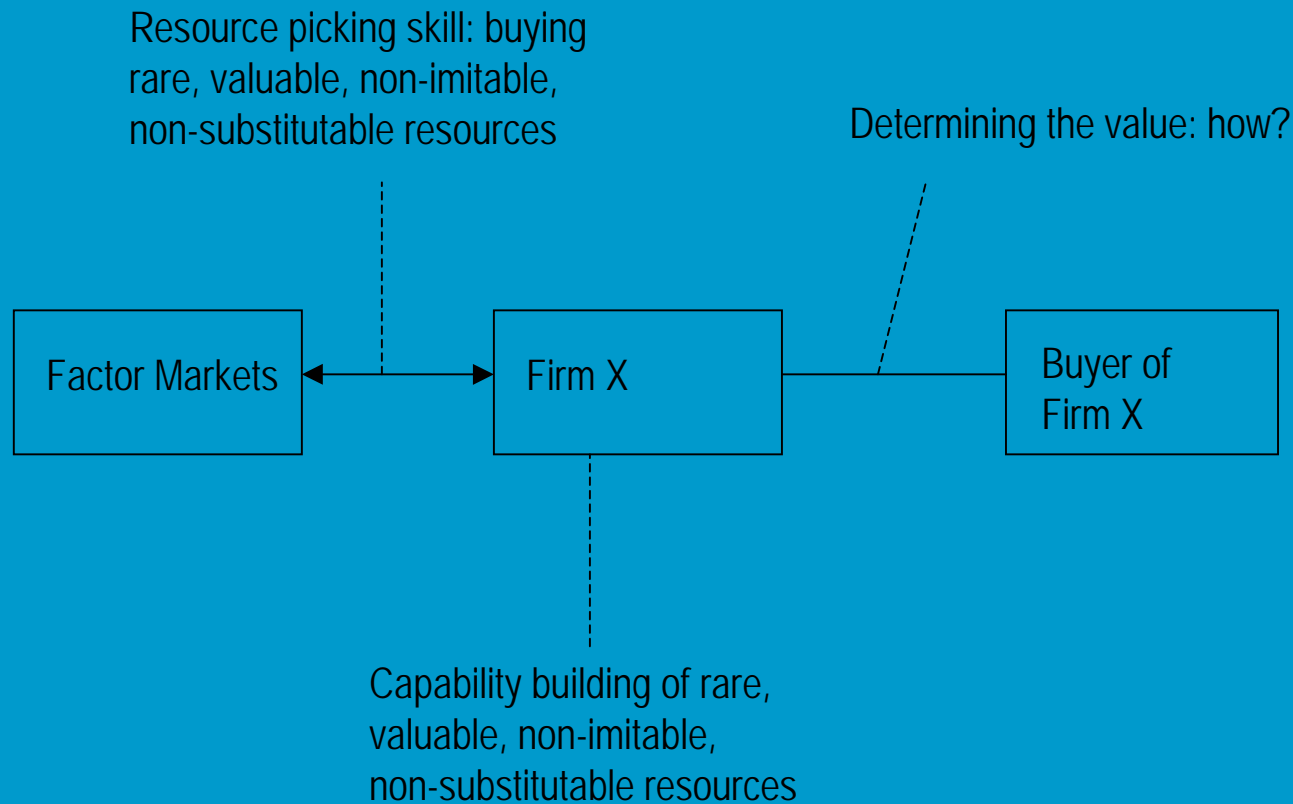 Resource picking skill: buying
rare, valuable, non-imitable,
non-substitutable resources
Determining the value: how?
Factor Markets
Firm X
Buyer of
Firm X
Capability building of rare,
valuable, non-imitable,
non-substitutable resources